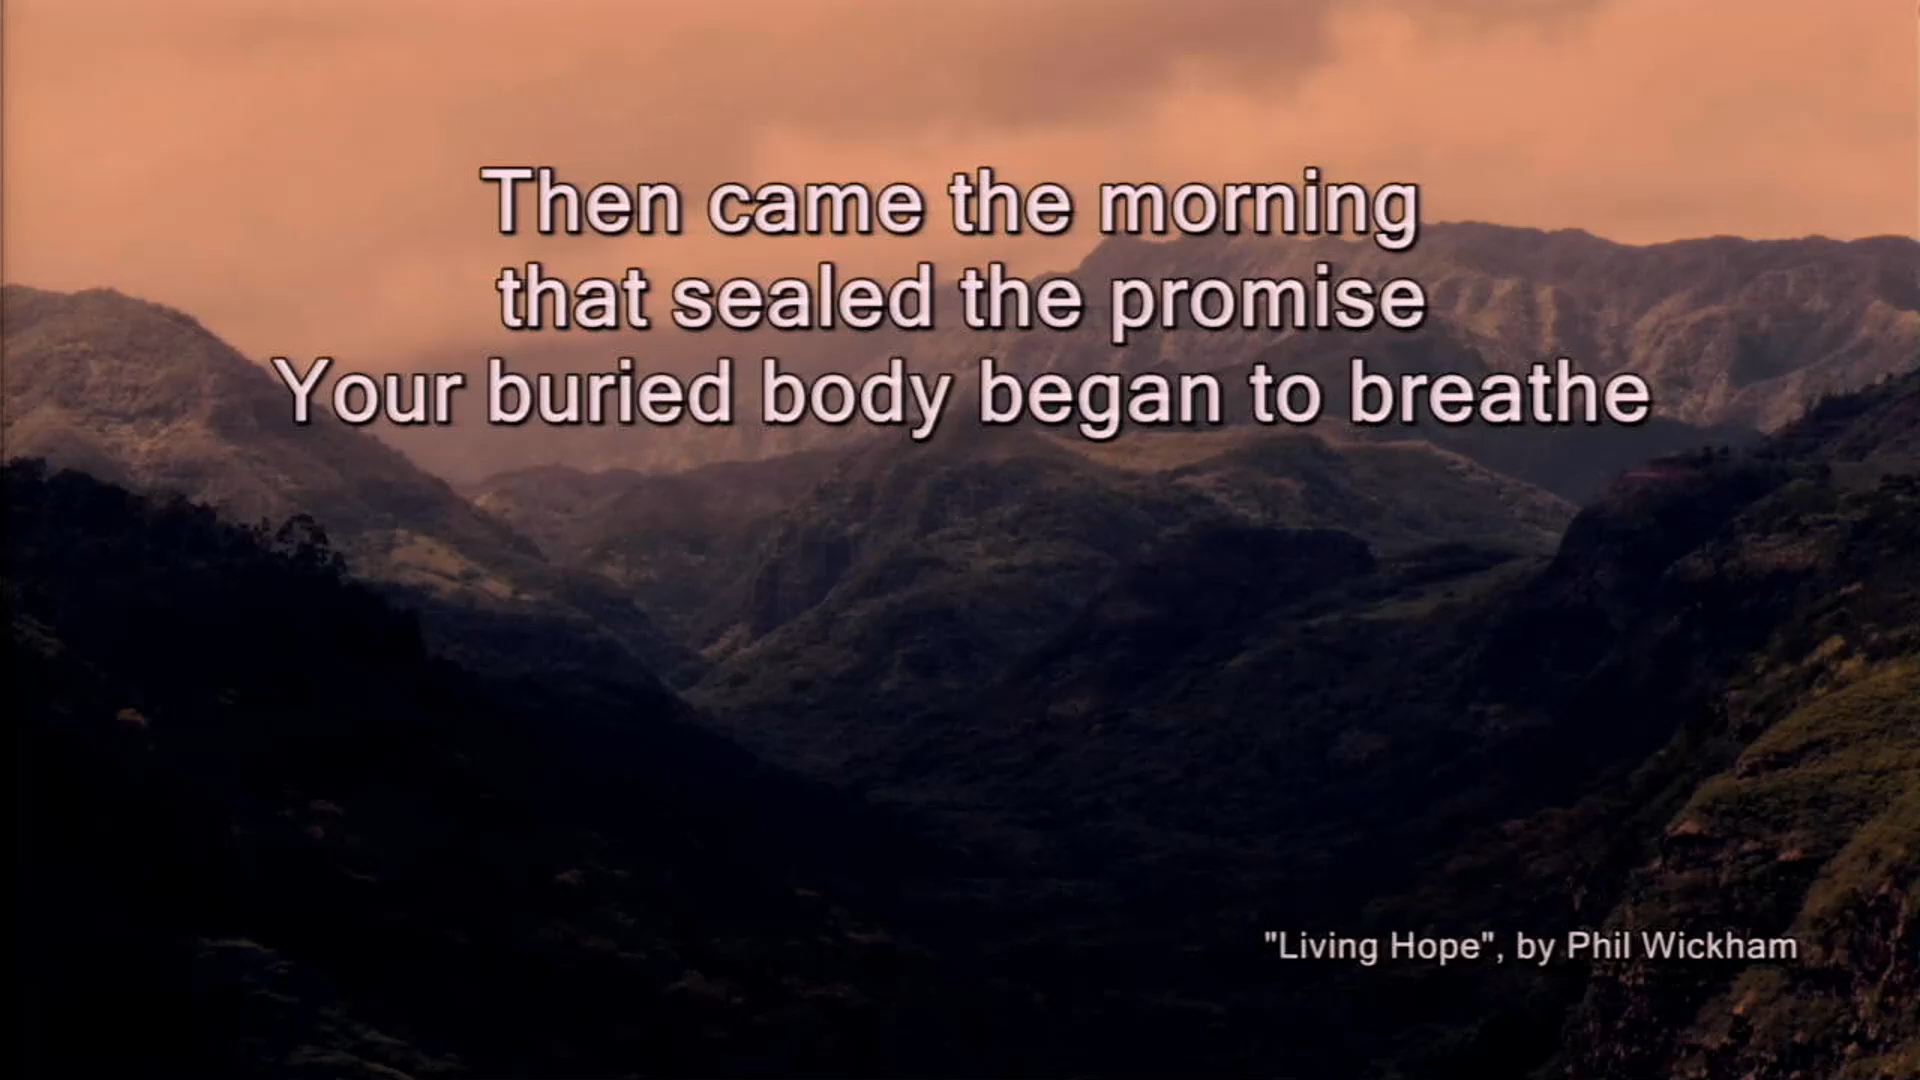 Then came the morning
that sealed the promise
Your buried body began to breathe
"Living Hope", by Phil Wickham